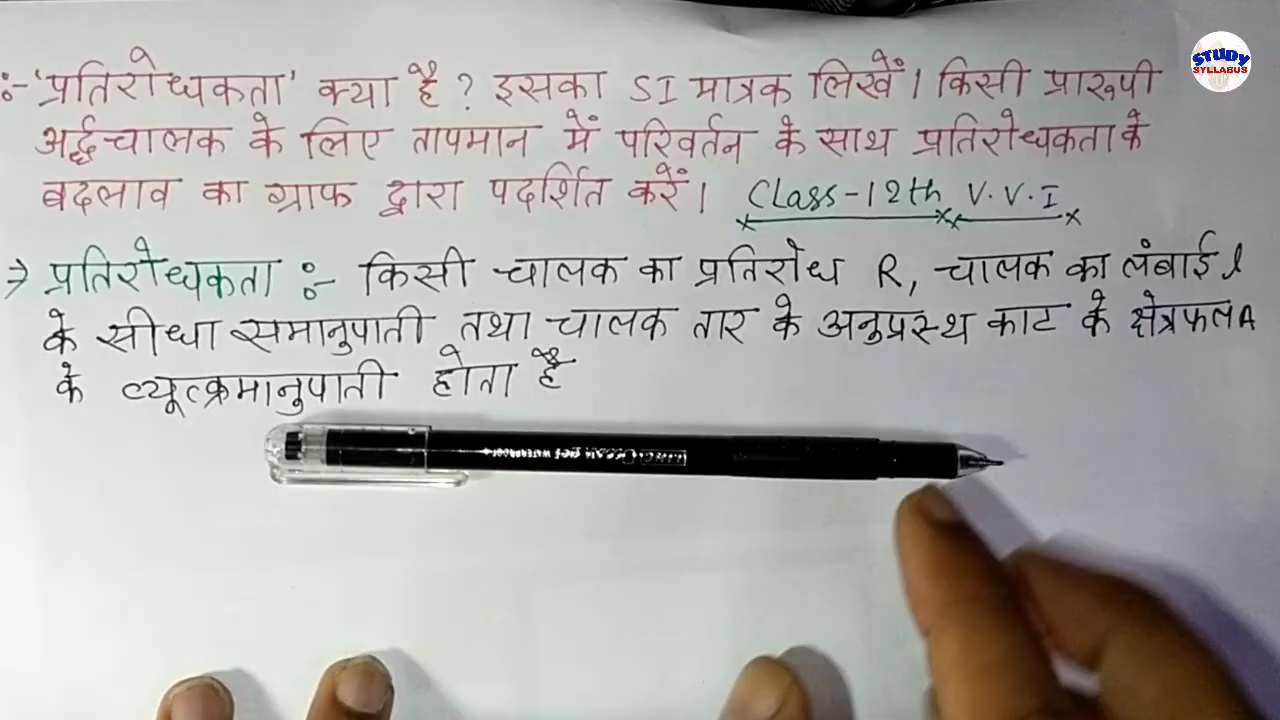 STUDY
SYLLABUS
:- 'प्रतिरोधकता' क्या है ? इसका SI मात्रक लिखें। किसी प्रारूपी
अर्द्धचालक के लिए तापमान में परिवर्तन के साथ प्रतिरोधकता के
बदलाव का ग्राफ द्वारा पदर्शित करें। Class-12th V.V.I
⇒ प्रतिरोधकता :- किसी चालक का प्रतिरोध R, चालक का लंबाई l
के सीधा समानुपाती तथा चालक तार के अनुप्रस्थ काट के क्षेत्रफल A
के व्यूत्क्रमानुपाती होता है
WATERPROOF